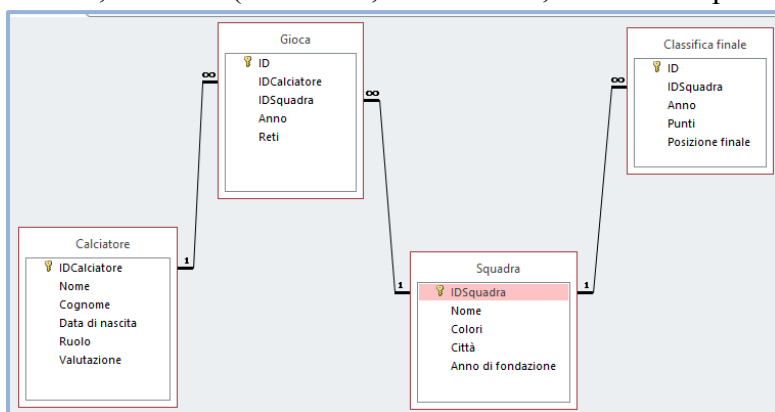 Gioca
ID
IDCalciatore
IDSquadra
Anno
Reti
Classifica finale
ID
IDSquadra
Anno
Punti
Posizione finale
Calciatore
IDCalciatore
Nome
Cognome
Data di nascita
Ruolo
Valutazione
Squadra
IDSquadra
Nome
Colori
Città
Anno di fondazione
∞
∞
∞
1
1
1